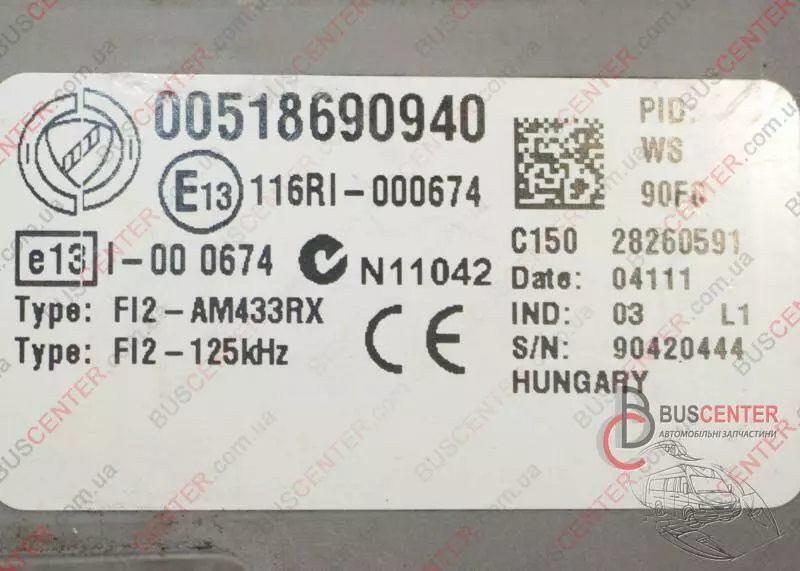 00518690940
E13 116RI-000674
e13 I-00 0674 N11042
Type: FI2-AM433RX
Type: FI2-125kHz
CE
PID:
WS
C150 28260591
Date: 04111
IND: 03 L1
S/N: 90420444
HUNGARY
BUSCENTER
АВТОМОБІЛЬНІ ЗАПЧАСТИНИ
BUSCENTER.com.ua